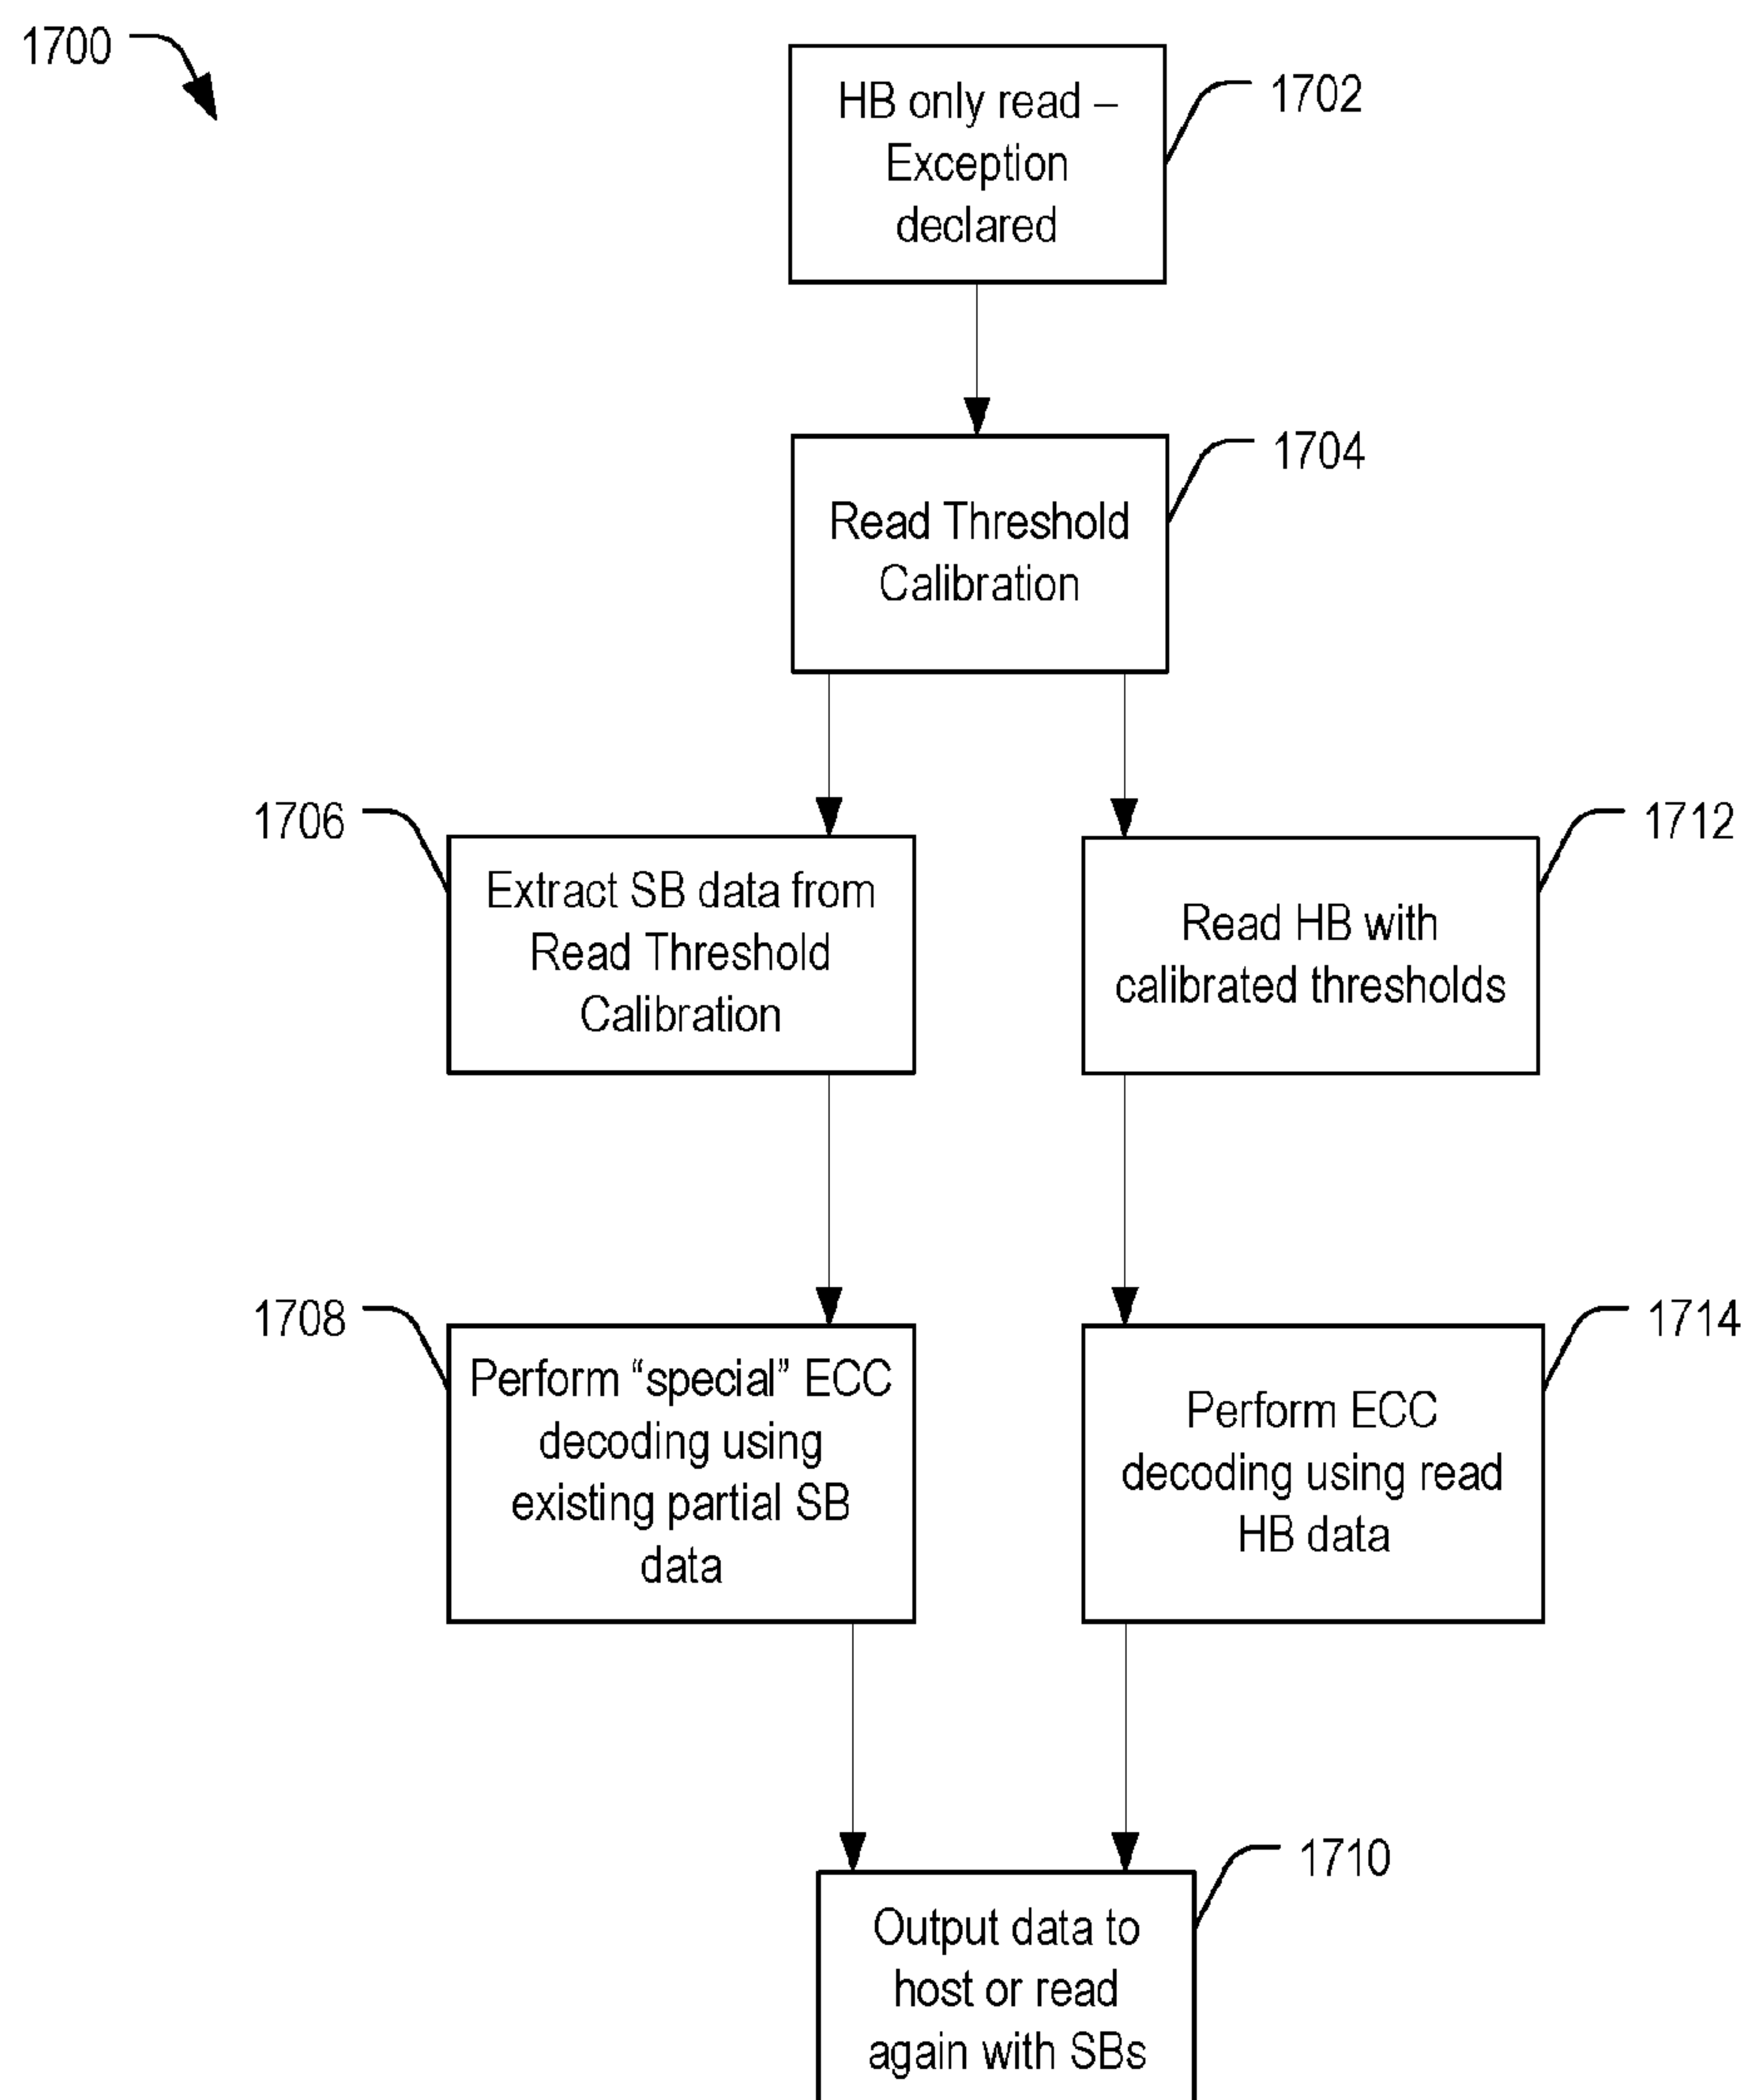 1700
HB only read –
Exception
declared
1702
Read Threshold
Calibration
1704
1706
Extract SB data from
Read Threshold
Calibration
Read HB with
calibrated thresholds
1712
1708
Perform “special” ECC
decoding using
existing partial SB
data
Perform ECC
decoding using read
HB data
1714
Output data to
host or read
again with SBs
1710